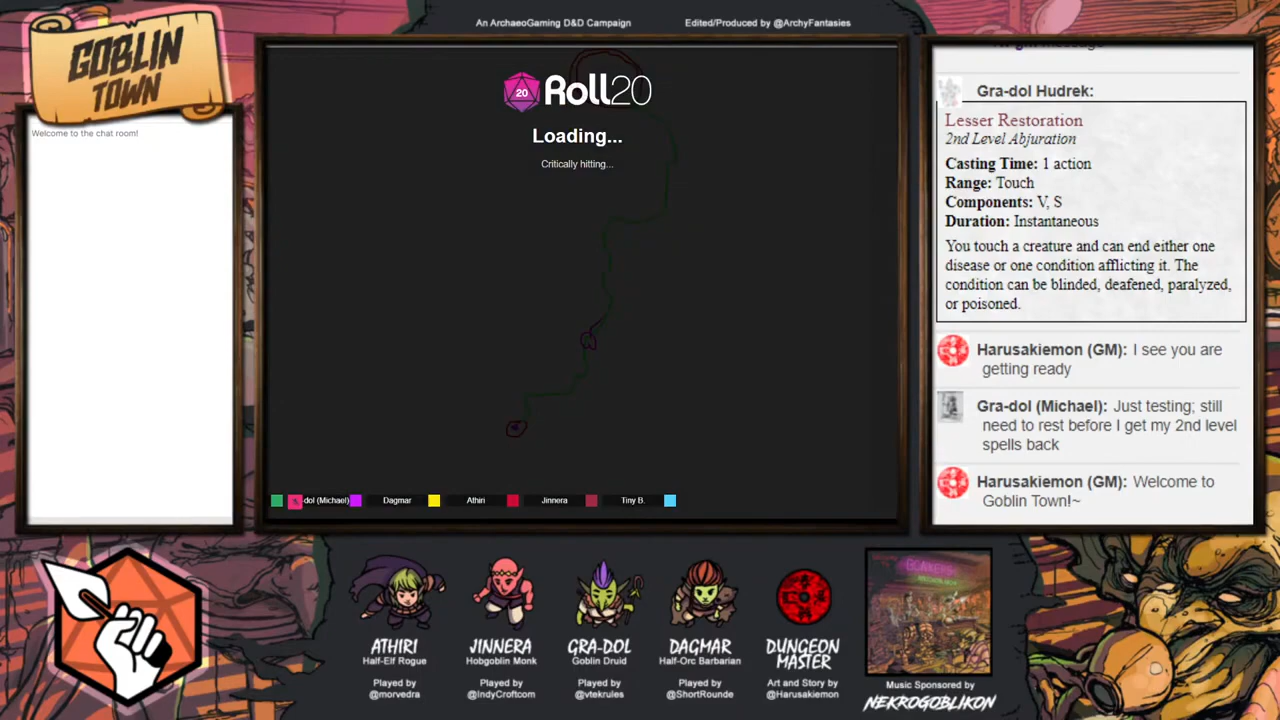 An ArchaeoGaming D&D Campaign
Edited/Produced by @ArchyFantasies
GOBLIN
TOWN
Welcome to the chat room!
20
Roll20
Loading...
Critically hitting...
-dol (Michael)
Dagmar
Athiri
Jinnera
Tiny B.
Gra-dol Hudrek:
Lesser Restoration
2nd Level Abjuration
Casting Time: 1 action
Range: Touch
Components: V, S
Duration: Instantaneous
You touch a creature and can end either one
disease or one condition afflicting it. The
condition can be blinded, deafened, paralyzed,
or poisoned.
Harusakiemon (GM): I see you are
getting ready
Gra-dol (Michael): Just testing; still
need to rest before I get my 2nd level
spells back
Harusakiemon (GM): Welcome to
Goblin Town!~
ATHIRI
Half-Elf Rogue
Played by
@morvedra
JINNERA
Hobgoblin Monk
Played by
@IndyCroftcom
GRA-DOL
Goblin Druid
Played by
@vtekrules
DAGMAR
Half-Orc Barbarian
Played by
@ShortRounde
DUNGEON
MASTER
Art and Story by
@Harusakiemon
Music Sponsored by
NEKROGOBLIKON